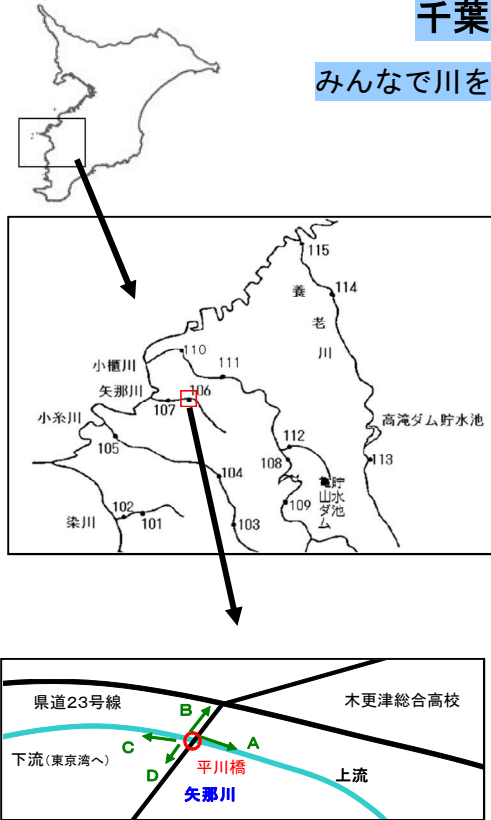 千葉
みんなで川を
115
養老川
114
110
小櫃川
111
矢那川
106
107
小糸川
105
高滝ダム貯水池
112
108
113
104
亀山ダム
貯水池
109
102
101
103
染川
県道23号線
木更津総合高校
B
C
A
下流(東京湾へ)
D
平川橋
上流
矢那川